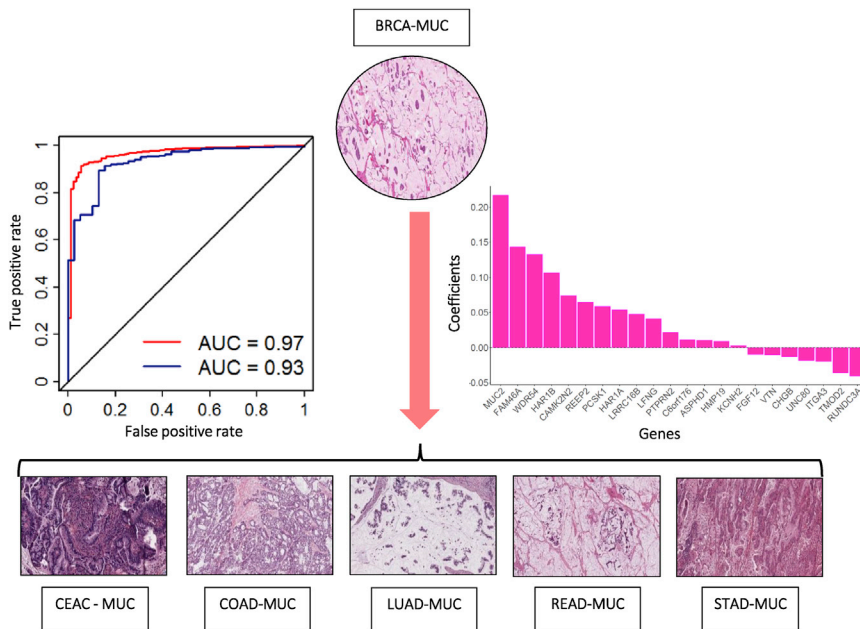 BRCA-MUC
True positive rate
1
0.8
0.6
0.4
0.2
0
AUC = 0.97
AUC = 0.93
0 0.2 0.4 0.6 0.8 1
False positive rate
Coefficients
0.20
0.15
0.10
0.05
0.00
-0.05
MUC2 FAM46A WDR54 HAR1B CAMK2N2 REEP2 PCSK1 HAR1A LRRC16B LFNG PTPRN2 C6orf176 ASPHD1 HMP19 KCNH2 FGF12 VTN CHGB UNC80 ITGA3 TMOD2 RUNDC3A
Genes
CEAC - MUC
COAD-MUC
LUAD-MUC
READ-MUC
STAD-MUC